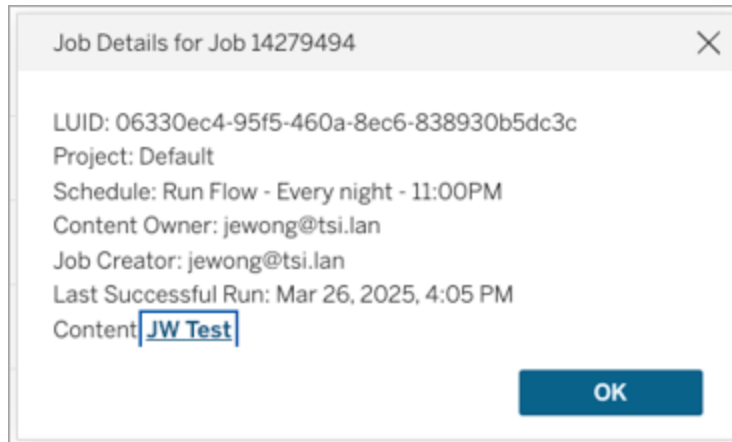 Job Details for Job 14279494
LUID: 06330ec4-95f5-460a-8ec6-838930b5dc3c
Project: Default
Schedule: Run Flow - Every night - 11:00PM
Content Owner: jewong@tsi.lan
Job Creator: jewong@tsi.lan
Last Successful Run: Mar 26, 2025, 4:05 PM
Content JW Test
OK